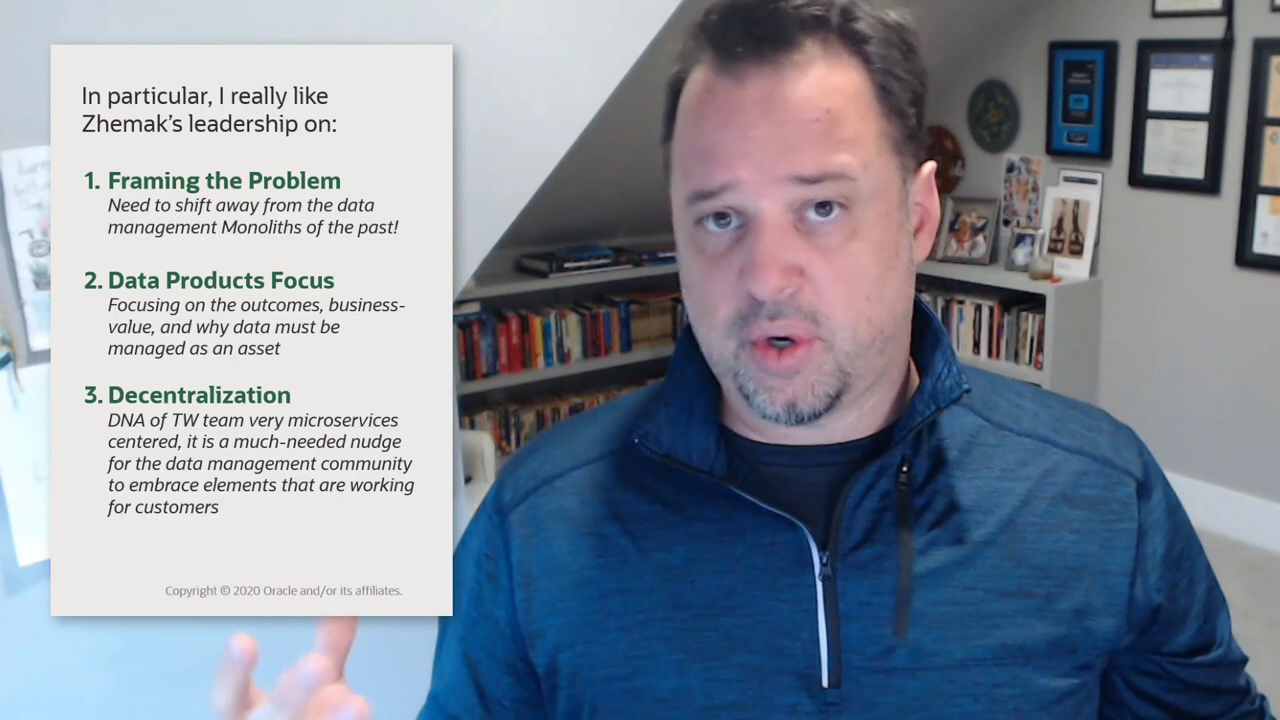 In particular, I really like
Zhemak's leadership on:
1. Framing the Problem
Need to shift away from the data
management Monoliths of the past!
2. Data Products Focus
Focusing on the outcomes, business-
value, and why data must be
managed as an asset
3. Decentralization
DNA of TW team very microservices
centered, it is a much-needed nudge
for the data management community
to embrace elements that are working
for customers
Copyright © 2020 Oracle and/or its affiliates.